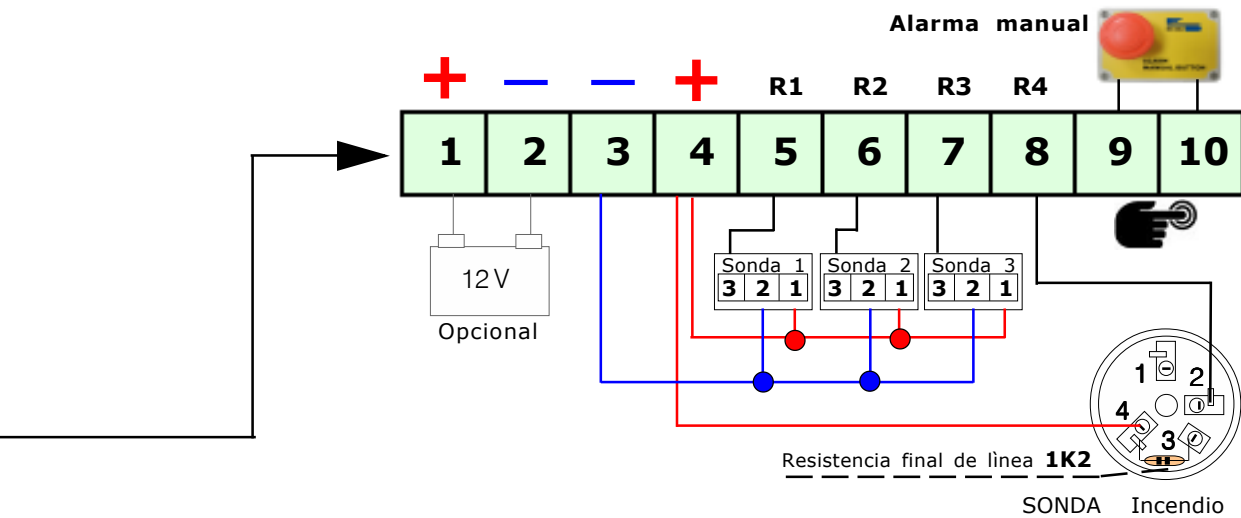 Alarma manual
+ − − + R1 R2 R3 R4
1 2 3 4 5 6 7 8 9 10
Sonda 1 Sonda 2 Sonda 3
3 2 1 3 2 1 3 2 1
12 V
Opcional
1 2
4
3
Resistencia final de lìnea 1K2
SONDA Incendio